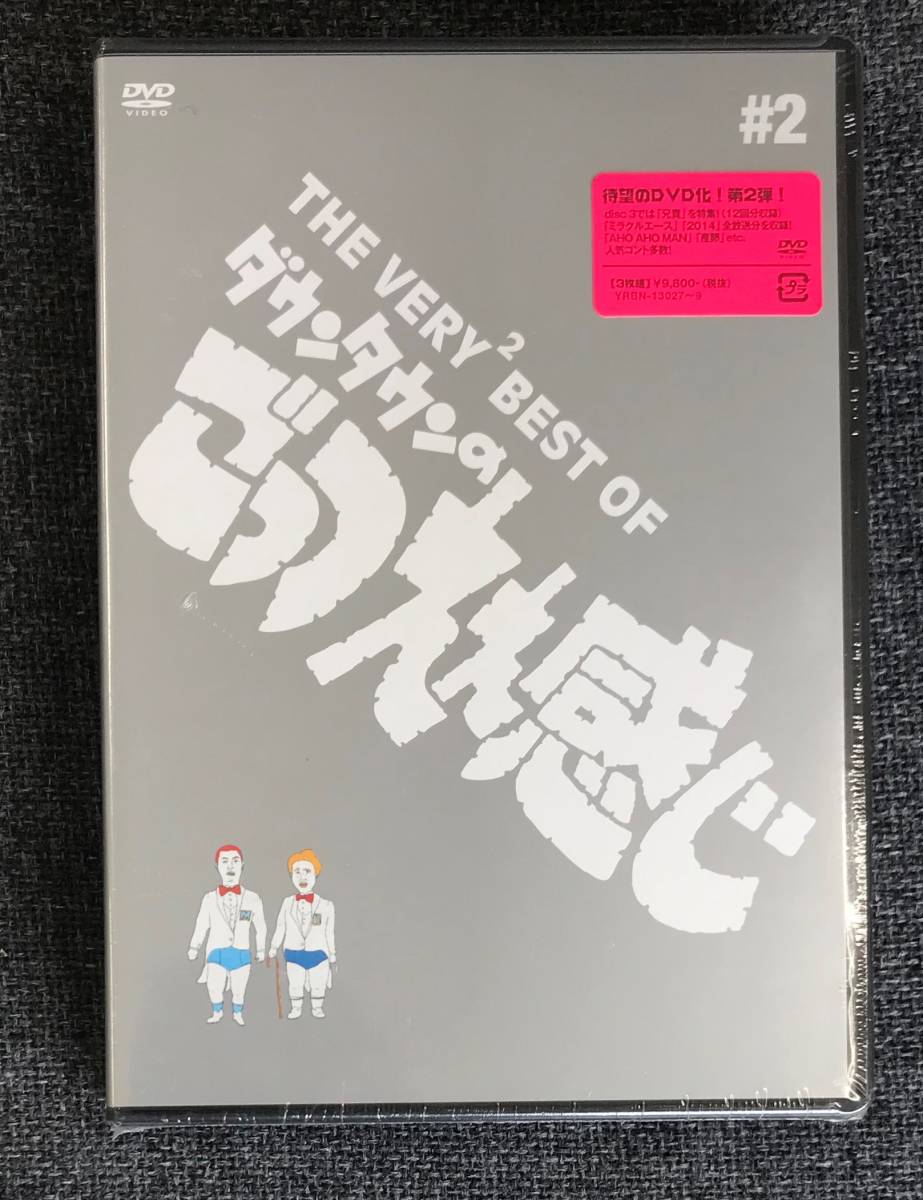 DVD
VIDEO
#2
待望のDVD化！第2弾！
disc 3では「兄貴」を特集！（12回分収録）
「ミラクルエース」「2014」全放送分を収録！
「AHO AHO MAN」「産卵」etc.
人気コント多数！
DVD
【3枚組】¥9,800-（税抜）
YRBN-13027〜9
プラ
THE VERY2 BEST OF
ダウンタウンの
ごっつええ感じ